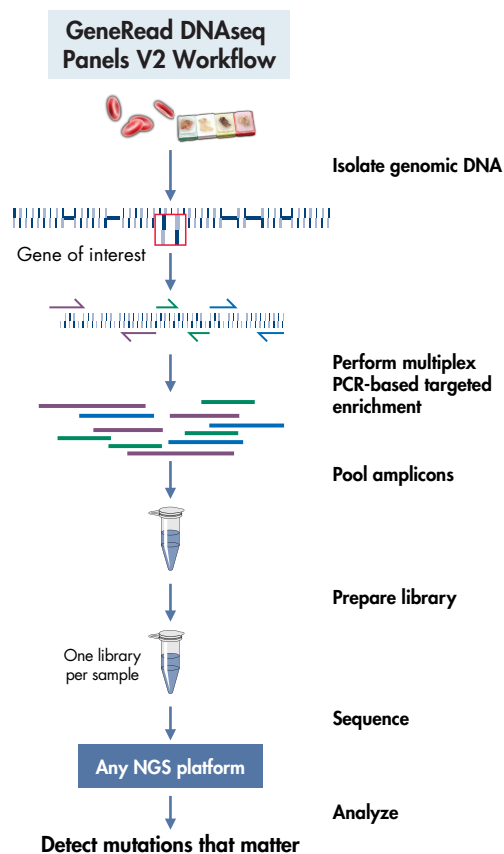 GeneRead DNAseq
Panels V2 Workflow
Isolate genomic DNA
Gene of interest
Perform multiplex
PCR-based targeted
enrichment
Pool amplicons
Prepare library
One library
per sample
Sequence
Any NGS platform
Analyze
Detect mutations that matter